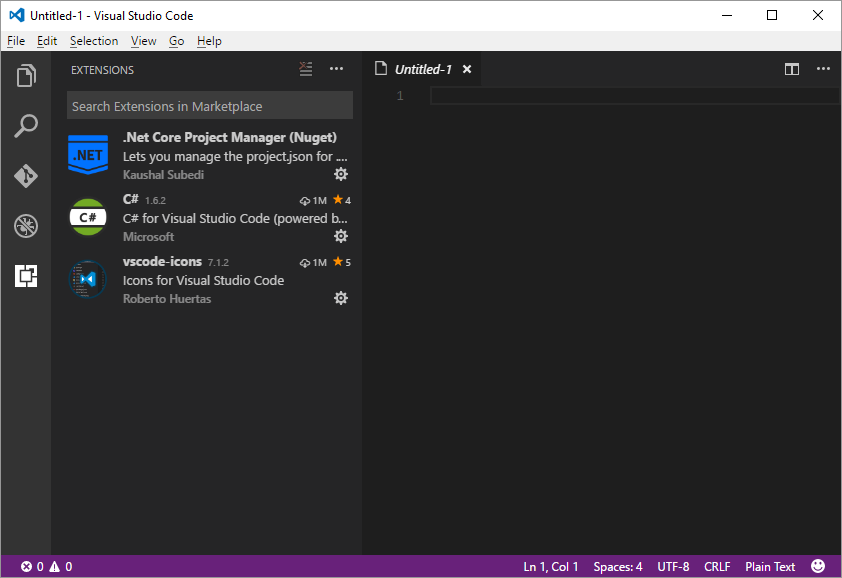 Untitled-1 - Visual Studio Code
File Edit Selection View Go Help
EXTENSIONS
Search Extensions in Marketplace
.NET
.Net Core Project Manager (Nuget)
Lets you manage the project.json for ....
Kaushal Subedi
C#
C# 1.6.2 1M 4
C# for Visual Studio Code (powered b...
Microsoft
vscode-icons 7.1.2 1M 5
Icons for Visual Studio Code
Roberto Huertas
Untitled-1
1
0 0
Ln 1, Col 1 Spaces: 4 UTF-8 CRLF Plain Text